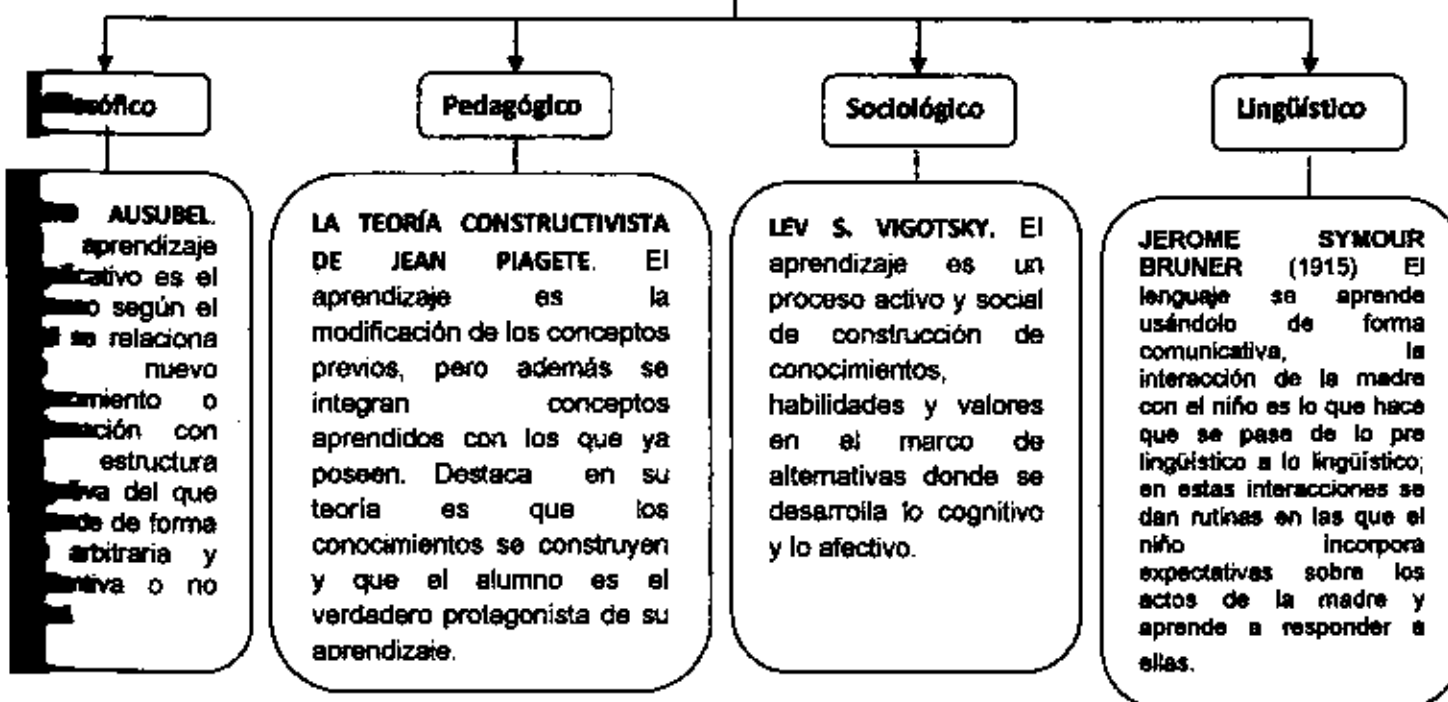 Pedagógico
Sociológico
Lingüístico
AUSUBEL.
aprendizaje
es el
según el
se relaciona
nuevo
o
con
estructura
del que
de forma
arbitraria y
o no
LA TEORÍA CONSTRUCTIVISTA
DE JEAN PIAGETE. El
aprendizaje es la
modificación de los conceptos
previos, pero además se
integran conceptos
aprendidos con los que ya
poseen. Destaca en su
teoría es que los
conocimientos se construyen
y que el alumno es el
verdadero protagonista de su
aprendizaje.
LEV S. VIGOTSKY. El
aprendizaje es un
proceso activo y social
de construcción de
conocimientos,
habilidades y valores
en el marco de
alternativas donde se
desarrolla lo cognitivo
y lo afectivo.
JEROME SYMOUR
BRUNER (1915) El
lenguaje se aprende
usándolo de forma
comunicativa, la
interacción de la madre
con el niño es lo que hace
que se pase de lo pre
lingüístico a lo lingüístico;
en estas interacciones se
dan rutinas en las que el
niño incorpora
expectativas sobre los
actos de la madre y
aprende a responder a
ellas.